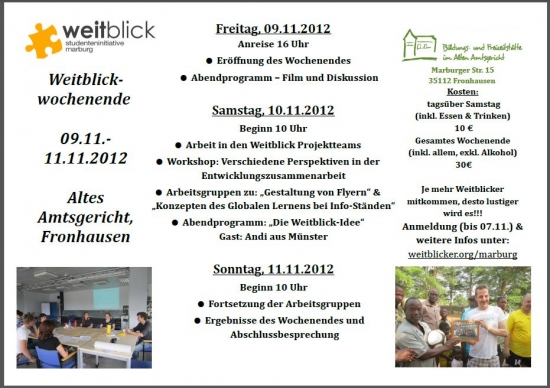 weitblick
studenteninitiative
marburg
Weitblick-
wochenende
09.11.-
11.11.2012
Altes
Amtsgericht,
Fronhausen
Freitag, 09.11.2012
Anreise 16 Uhr
● Eröffnung des Wochenendes
● Abendprogramm – Film und Diskussion
Samstag, 10.11.2012
Beginn 10 Uhr
● Arbeit in den Weitblick Projektteams
● Workshop: Verschiedene Perspektiven in der
Entwicklungszusammenarbeit
● Arbeitsgruppen zu: „Gestaltung von Flyern“ &
„Konzepten des Globalen Lernens bei Info-Ständen“
● Abendprogramm: „Die Weitblick-Idee“
Gast: Andi aus Münster
Sonntag, 11.11.2012
Beginn 10 Uhr
● Fortsetzung der Arbeitsgruppen
● Ergebnisse des Wochenendes und
Abschlussbesprechung
Bildungs- und Freizeitstätte
im Alten Amtsgericht
Marburger Str. 15
35112 Fronhausen
Kosten:
tagsüber Samstag
(inkl. Essen & Trinken)
10 €
Gesamtes Wochenende
(inkl. allem, exkl. Alkohol)
30€
Je mehr Weitblicker
mitkommen, desto lustiger
wird es!!!
Anmeldung (bis 07.11.) &
weitere Infos unter:
weitblicker.org/marburg